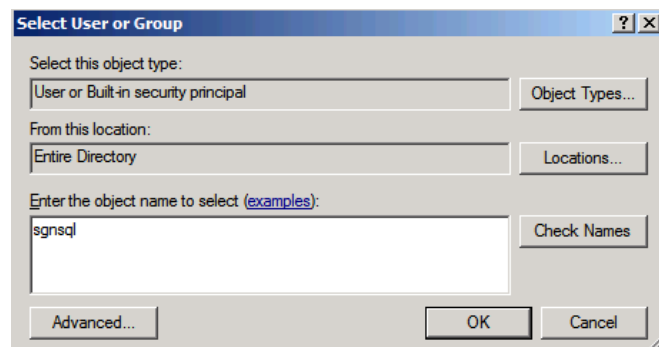 Select User or Group
Select this object type:
User or Built-in security principal
Object Types...
From this location:
Entire Directory
Locations...
Enter the object name to select (examples):
sgnsql
Check Names
Advanced...
OK
Cancel